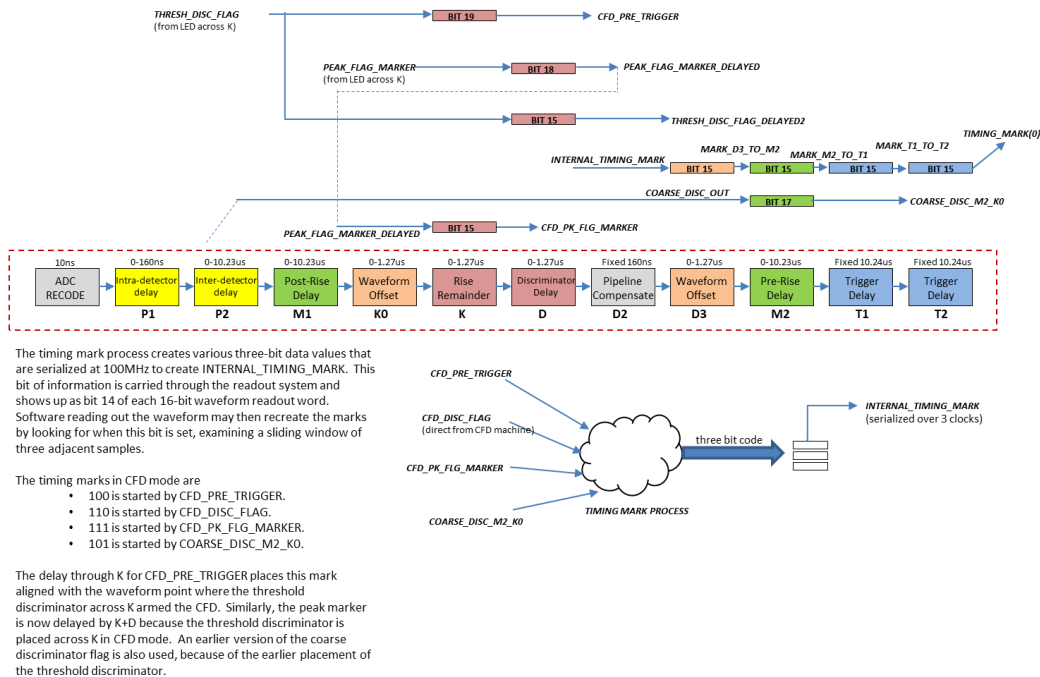 THRESH_DISC_FLAG
(from LED across K)
BIT 19
CFD_PRE_TRIGGER
PEAK_FLAG_MARKER
(from LED across K)
BIT 18
PEAK_FLAG_MARKER_DELAYED
BIT 15
THRESH_DISC_FLAG_DELAYED2
TIMING_MARK(0)
MARK_T1_TO_T2
MARK_D3_TO_M2
MARK_M2_TO_T1
INTERNAL_TIMING_MARK
BIT 15
BIT 15
BIT 15
BIT 15
COARSE_DISC_OUT
BIT 17
COARSE_DISC_M2_K0
PEAK_FLAG_MARKER_DELAYED
BIT 15
CFD_PK_FLG_MARKER
10ns
0-160ns
0-10.23us
0-10.23us
0-1.27us
0-1.27us
0-1.27us
Fixed 160ns
0-1.27us
0-10.23us
Fixed 10.24us
Fixed 10.24us
ADC
RECODE
Intra-detector
delay
Inter-detector
delay
Post-Rise
Delay
Waveform
Offset
Rise
Remainder
Discriminator
Delay
Pipeline
Compensate
Waveform
Offset
Pre-Rise
Delay
Trigger
Delay
Trigger
Delay
P1
P2
M1
K0
K
D
D2
D3
M2
T1
T2
The timing mark process creates various three-bit data values that
are serialized at 100MHz to create INTERNAL_TIMING_MARK. This
bit of information is carried through the readout system and
shows up as bit 14 of each 16-bit waveform readout word.
Software reading out the waveform may then recreate the marks
by looking for when this bit is set, examining a sliding window of
three adjacent samples.
The timing marks in CFD mode are
• 100 is started by CFD_PRE_TRIGGER.
• 110 is started by CFD_DISC_FLAG.
• 111 is started by CFD_PK_FLG_MARKER.
• 101 is started by COARSE_DISC_M2_K0.
The delay through K for CFD_PRE_TRIGGER places this mark
aligned with the waveform point where the threshold
discriminator across K armed the CFD. Similarly, the peak marker
is now delayed by K+D because the threshold discriminator is
placed across K in CFD mode. An earlier version of the coarse
discriminator flag is also used, because of the earlier placement of
the threshold discriminator.
CFD_PRE_TRIGGER
CFD_DISC_FLAG
(direct from CFD machine)
CFD_PK_FLG_MARKER
COARSE_DISC_M2_K0
TIMING MARK PROCESS
three bit code
INTERNAL_TIMING_MARK
(serialized over 3 clocks)